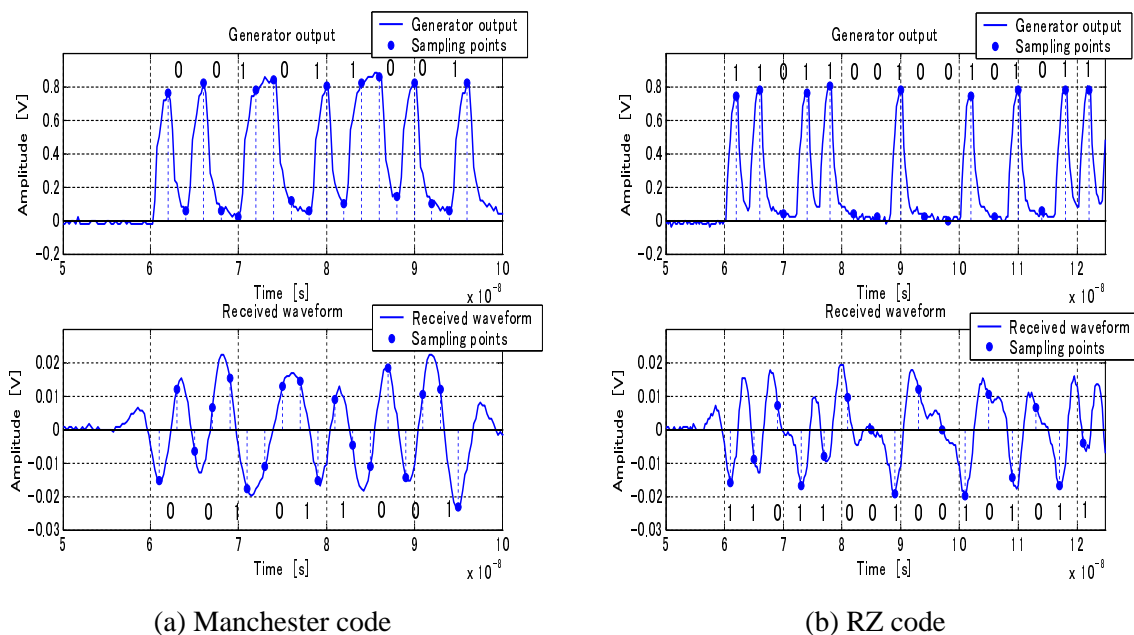 Generator output
Generator output
Sampling points
0 0 1 0 1 1 0 0 1
Amplitude [V]
0.8
0.6
0.4
0.2
0
-0.2
5 6 7 8 9 10
Time [s]
x 10⁻⁸
Received waveform
Received waveform
Sampling points
Amplitude [V]
0.02
0.01
0
-0.01
-0.02
-0.03
0 0 1 0 1 1 0 0 1
5 6 7 8 9 10
Time [s]
x 10⁻⁸
(a) Manchester code
Generator output
Generator output
Sampling points
1 1 0 1 1 0 0 1 0 0 1 0 1 0 1 1
Amplitude [V]
0.8
0.6
0.4
0.2
0
-0.2
5 6 7 8 9 10 11 12
Time [s]
x 10⁻⁸
Received waveform
Received waveform
Sampling points
Amplitude [V]
0.02
0.01
0
-0.01
-0.02
-0.03
1 1 0 1 1 0 0 1 0 0 1 0 1 0 1 1
5 6 7 8 9 10 11 12
Time [s]
x 10⁻⁸
(b) RZ code